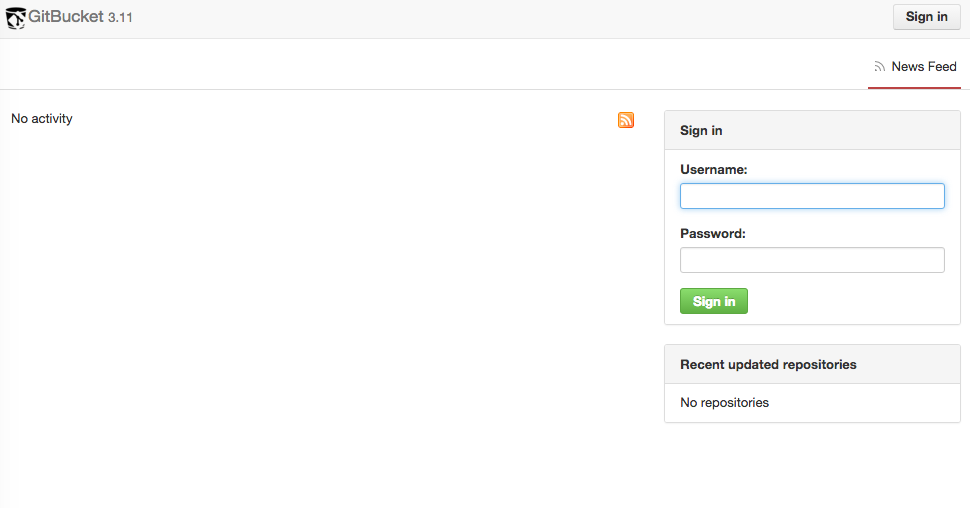 GitBucket 3.11
Sign in
News Feed
No activity
Sign in
Username:
Password:
Sign in
Recent updated repositories
No repositories